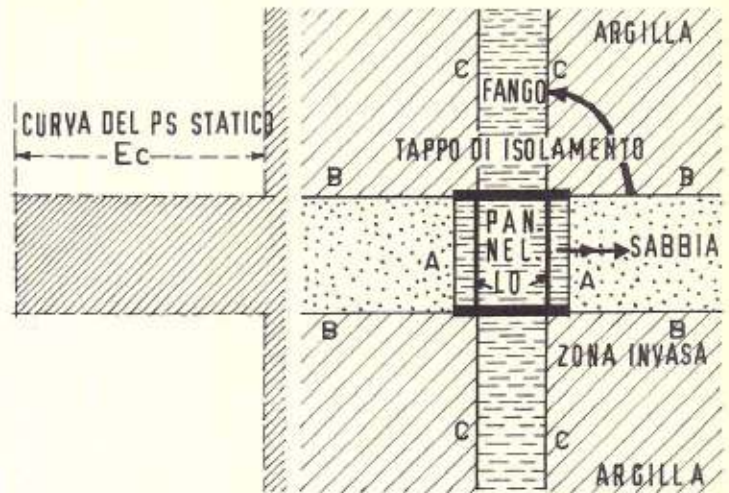 ARGILLA
C
C
FANGO
CURVA DEL PS STATICO
Ec
TAPPO DI ISOLAMENTO
B
B
PAN.
NEL.
LO
A
SABBIA
A
B
B
ZONA INVASA
C
C
ARGILLA